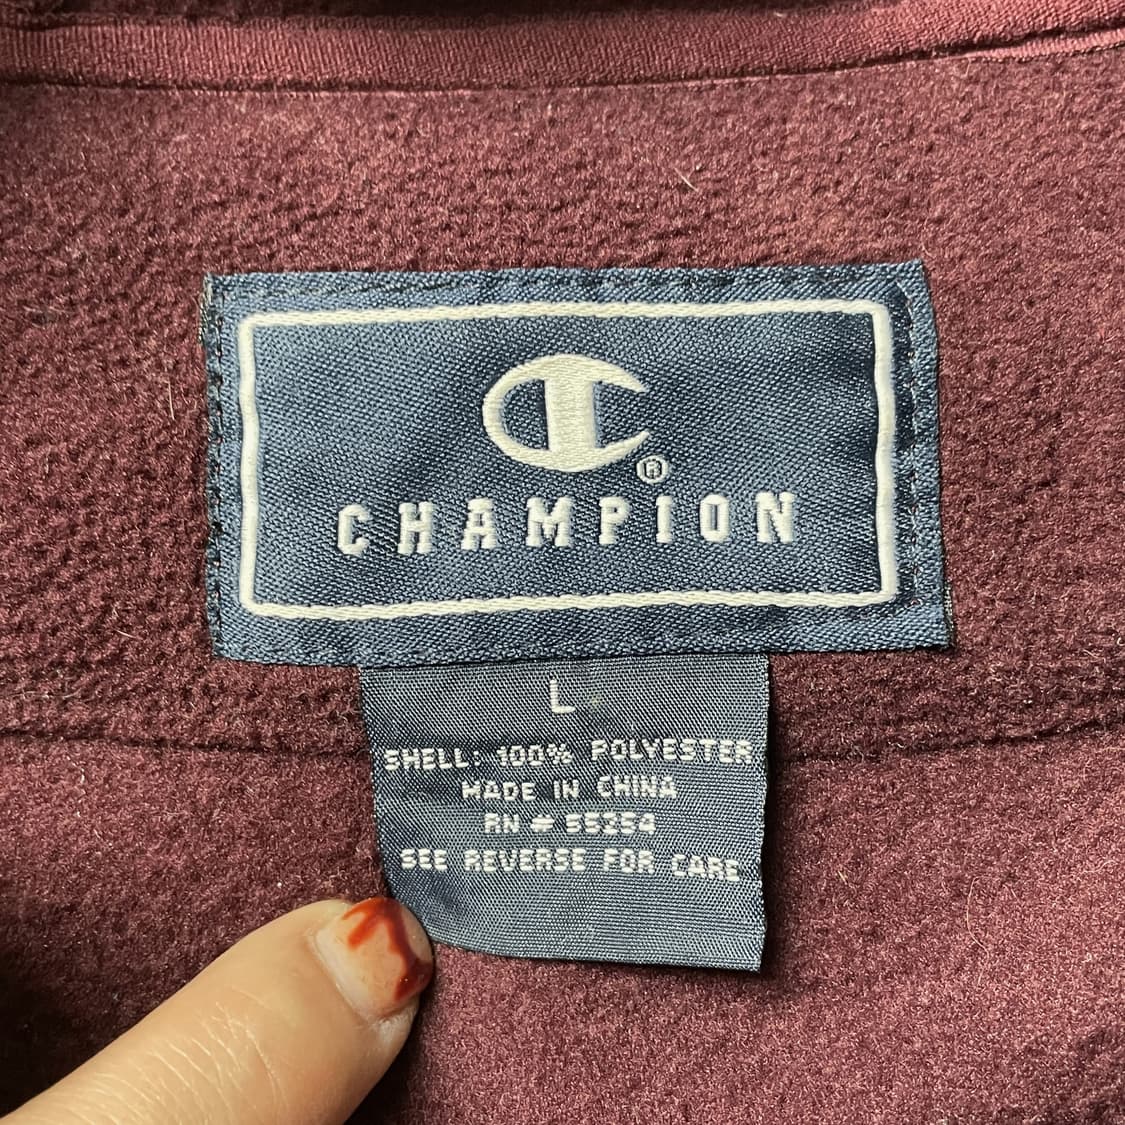 C®
CHAMPION
L
SHELL: 100% POLYESTER
MADE IN CHINA
RN # 55254
SEE REVERSE FOR CARE